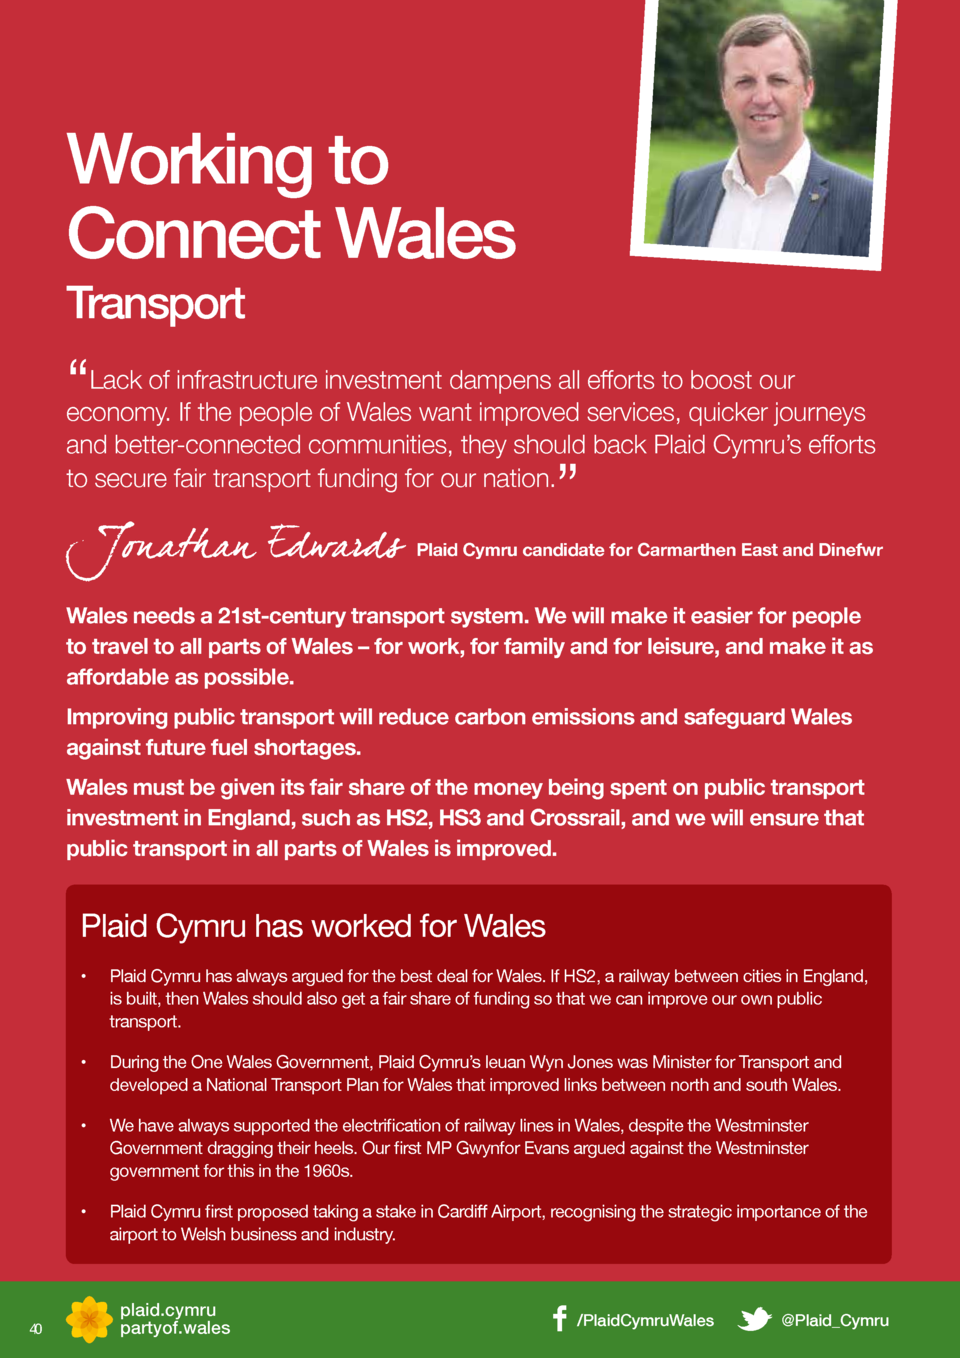 Working to
Connect Wales
Transport
“Lack of infrastructure investment dampens all efforts to boost our
economy. If the people of Wales want improved services, quicker journeys
and better-connected communities, they should back Plaid Cymru’s efforts
to secure fair transport funding for our nation.”
Jonathan Edwards Plaid Cymru candidate for Carmarthen East and Dinefwr
Wales needs a 21st-century transport system. We will make it easier for people
to travel to all parts of Wales – for work, for family and for leisure, and make it as
affordable as possible.
Improving public transport will reduce carbon emissions and safeguard Wales
against future fuel shortages.
Wales must be given its fair share of the money being spent on public transport
investment in England, such as HS2, HS3 and Crossrail, and we will ensure that
public transport in all parts of Wales is improved.
Plaid Cymru has worked for Wales
• Plaid Cymru has always argued for the best deal for Wales. If HS2, a railway between cities in England,
is built, then Wales should also get a fair share of funding so that we can improve our own public
transport.
• During the One Wales Government, Plaid Cymru’s Ieuan Wyn Jones was Minister for Transport and
developed a National Transport Plan for Wales that improved links between north and south Wales.
• We have always supported the electrification of railway lines in Wales, despite the Westminster
Government dragging their heels. Our first MP Gwynfor Evans argued against the Westminster
government for this in the 1960s.
• Plaid Cymru first proposed taking a stake in Cardiff Airport, recognising the strategic importance of the
airport to Welsh business and industry.
40
plaid.cymru
partyof.wales
/PlaidCymruWales
@Plaid_Cymru